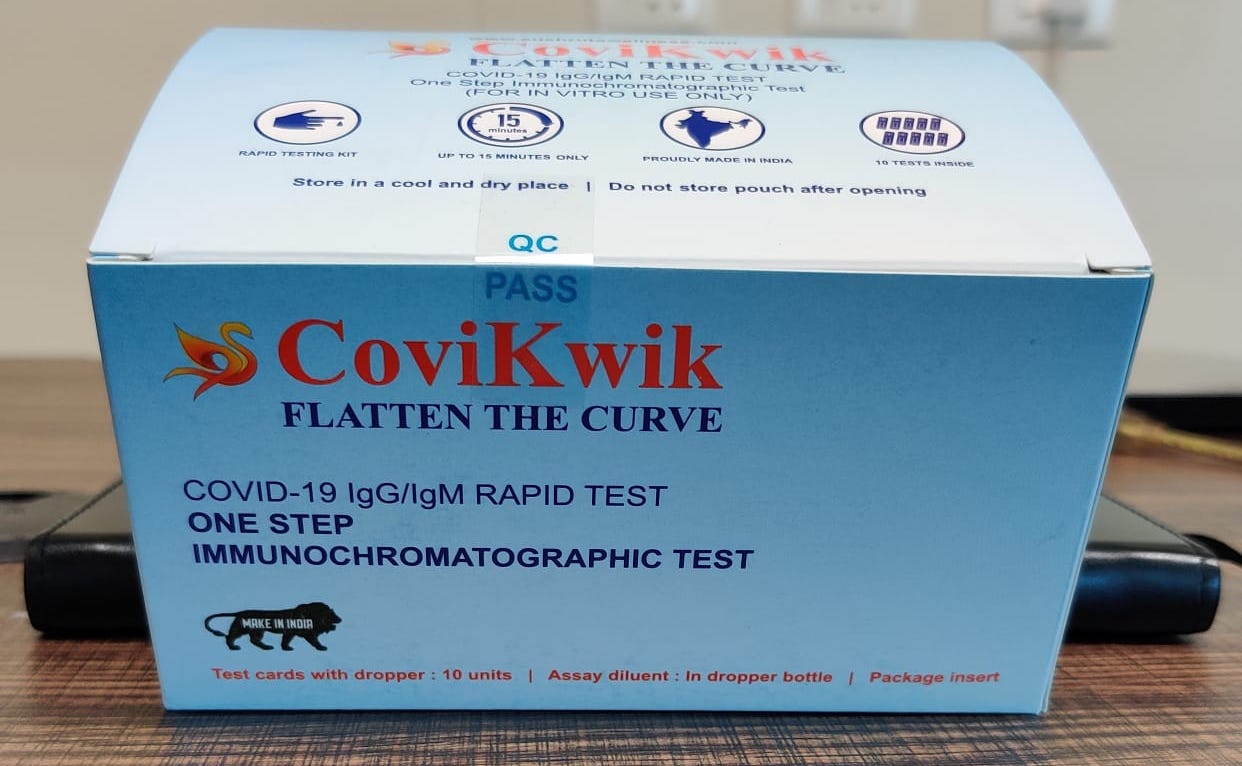 CoviKwik
FLATTEN THE CURVE
COVID-19 IgG/IgM RAPID TEST
One Step Immunochromatographic Test
(FOR IN VITRO USE ONLY)
15
minutes
RAPID TESTING KIT
UP TO 15 MINUTES ONLY
PROUDLY MADE IN INDIA
10 TESTS INSIDE
Store in a cool and dry place | Do not store pouch after opening
QC
PASS
CoviKwik
FLATTEN THE CURVE
COVID-19 IgG/IgM RAPID TEST
ONE STEP
IMMUNOCHROMATOGRAPHIC TEST
MAKE IN INDIA
Test cards with dropper : 10 units | Assay diluent : In dropper bottle | Package insert